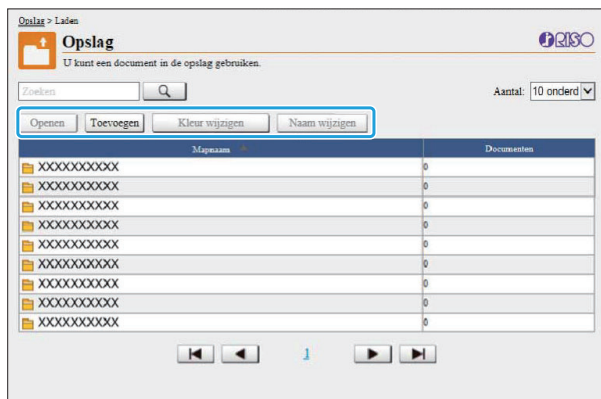 Opslag > Laden
Opslag
RISO
U kunt een document in de opslag gebruiken.
Zoeken
Aantal: 10 onderd
Openen Toevoegen Kleur wijzigen Naam wijzigen
Mapnaam Documenten
XXXXXXXXXX 0
XXXXXXXXXX 0
XXXXXXXXXX 0
XXXXXXXXXX 0
XXXXXXXXXX 0
XXXXXXXXXX 0
XXXXXXXXXX 0
XXXXXXXXXX 0
XXXXXXXXXX 0
1